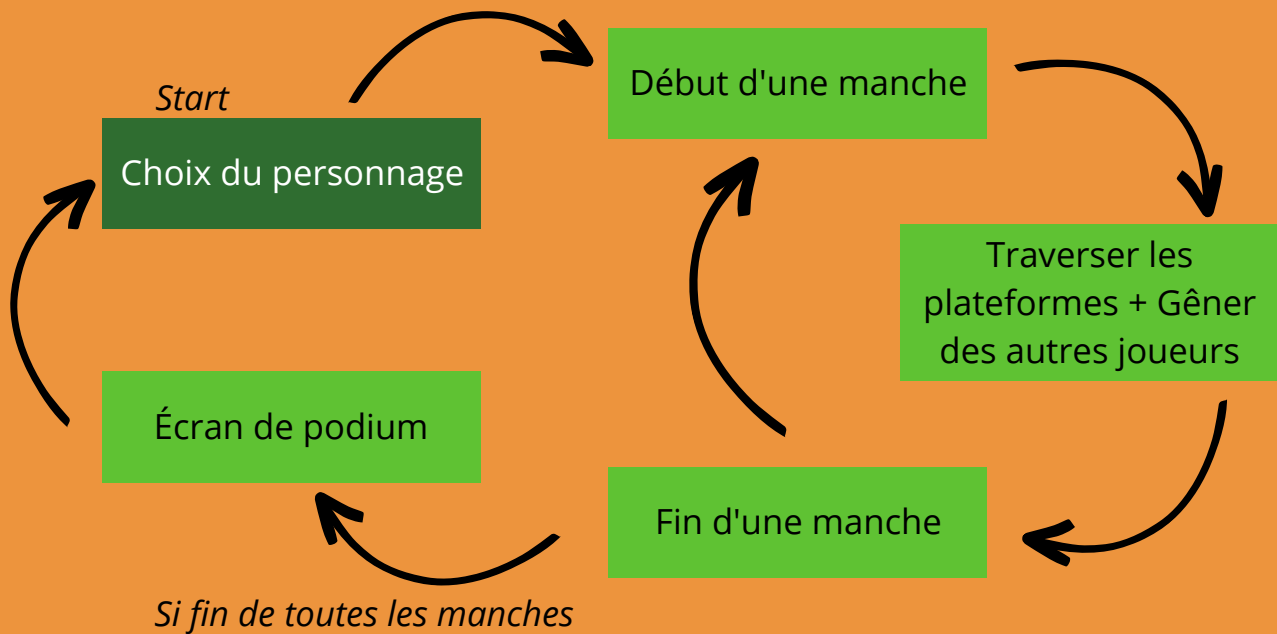 Start
Choix du personnage
Début d'une manche
Traverser les
plateformes + Gêner
des autres joueurs
Écran de podium
Fin d'une manche
Si fin de toutes les manches